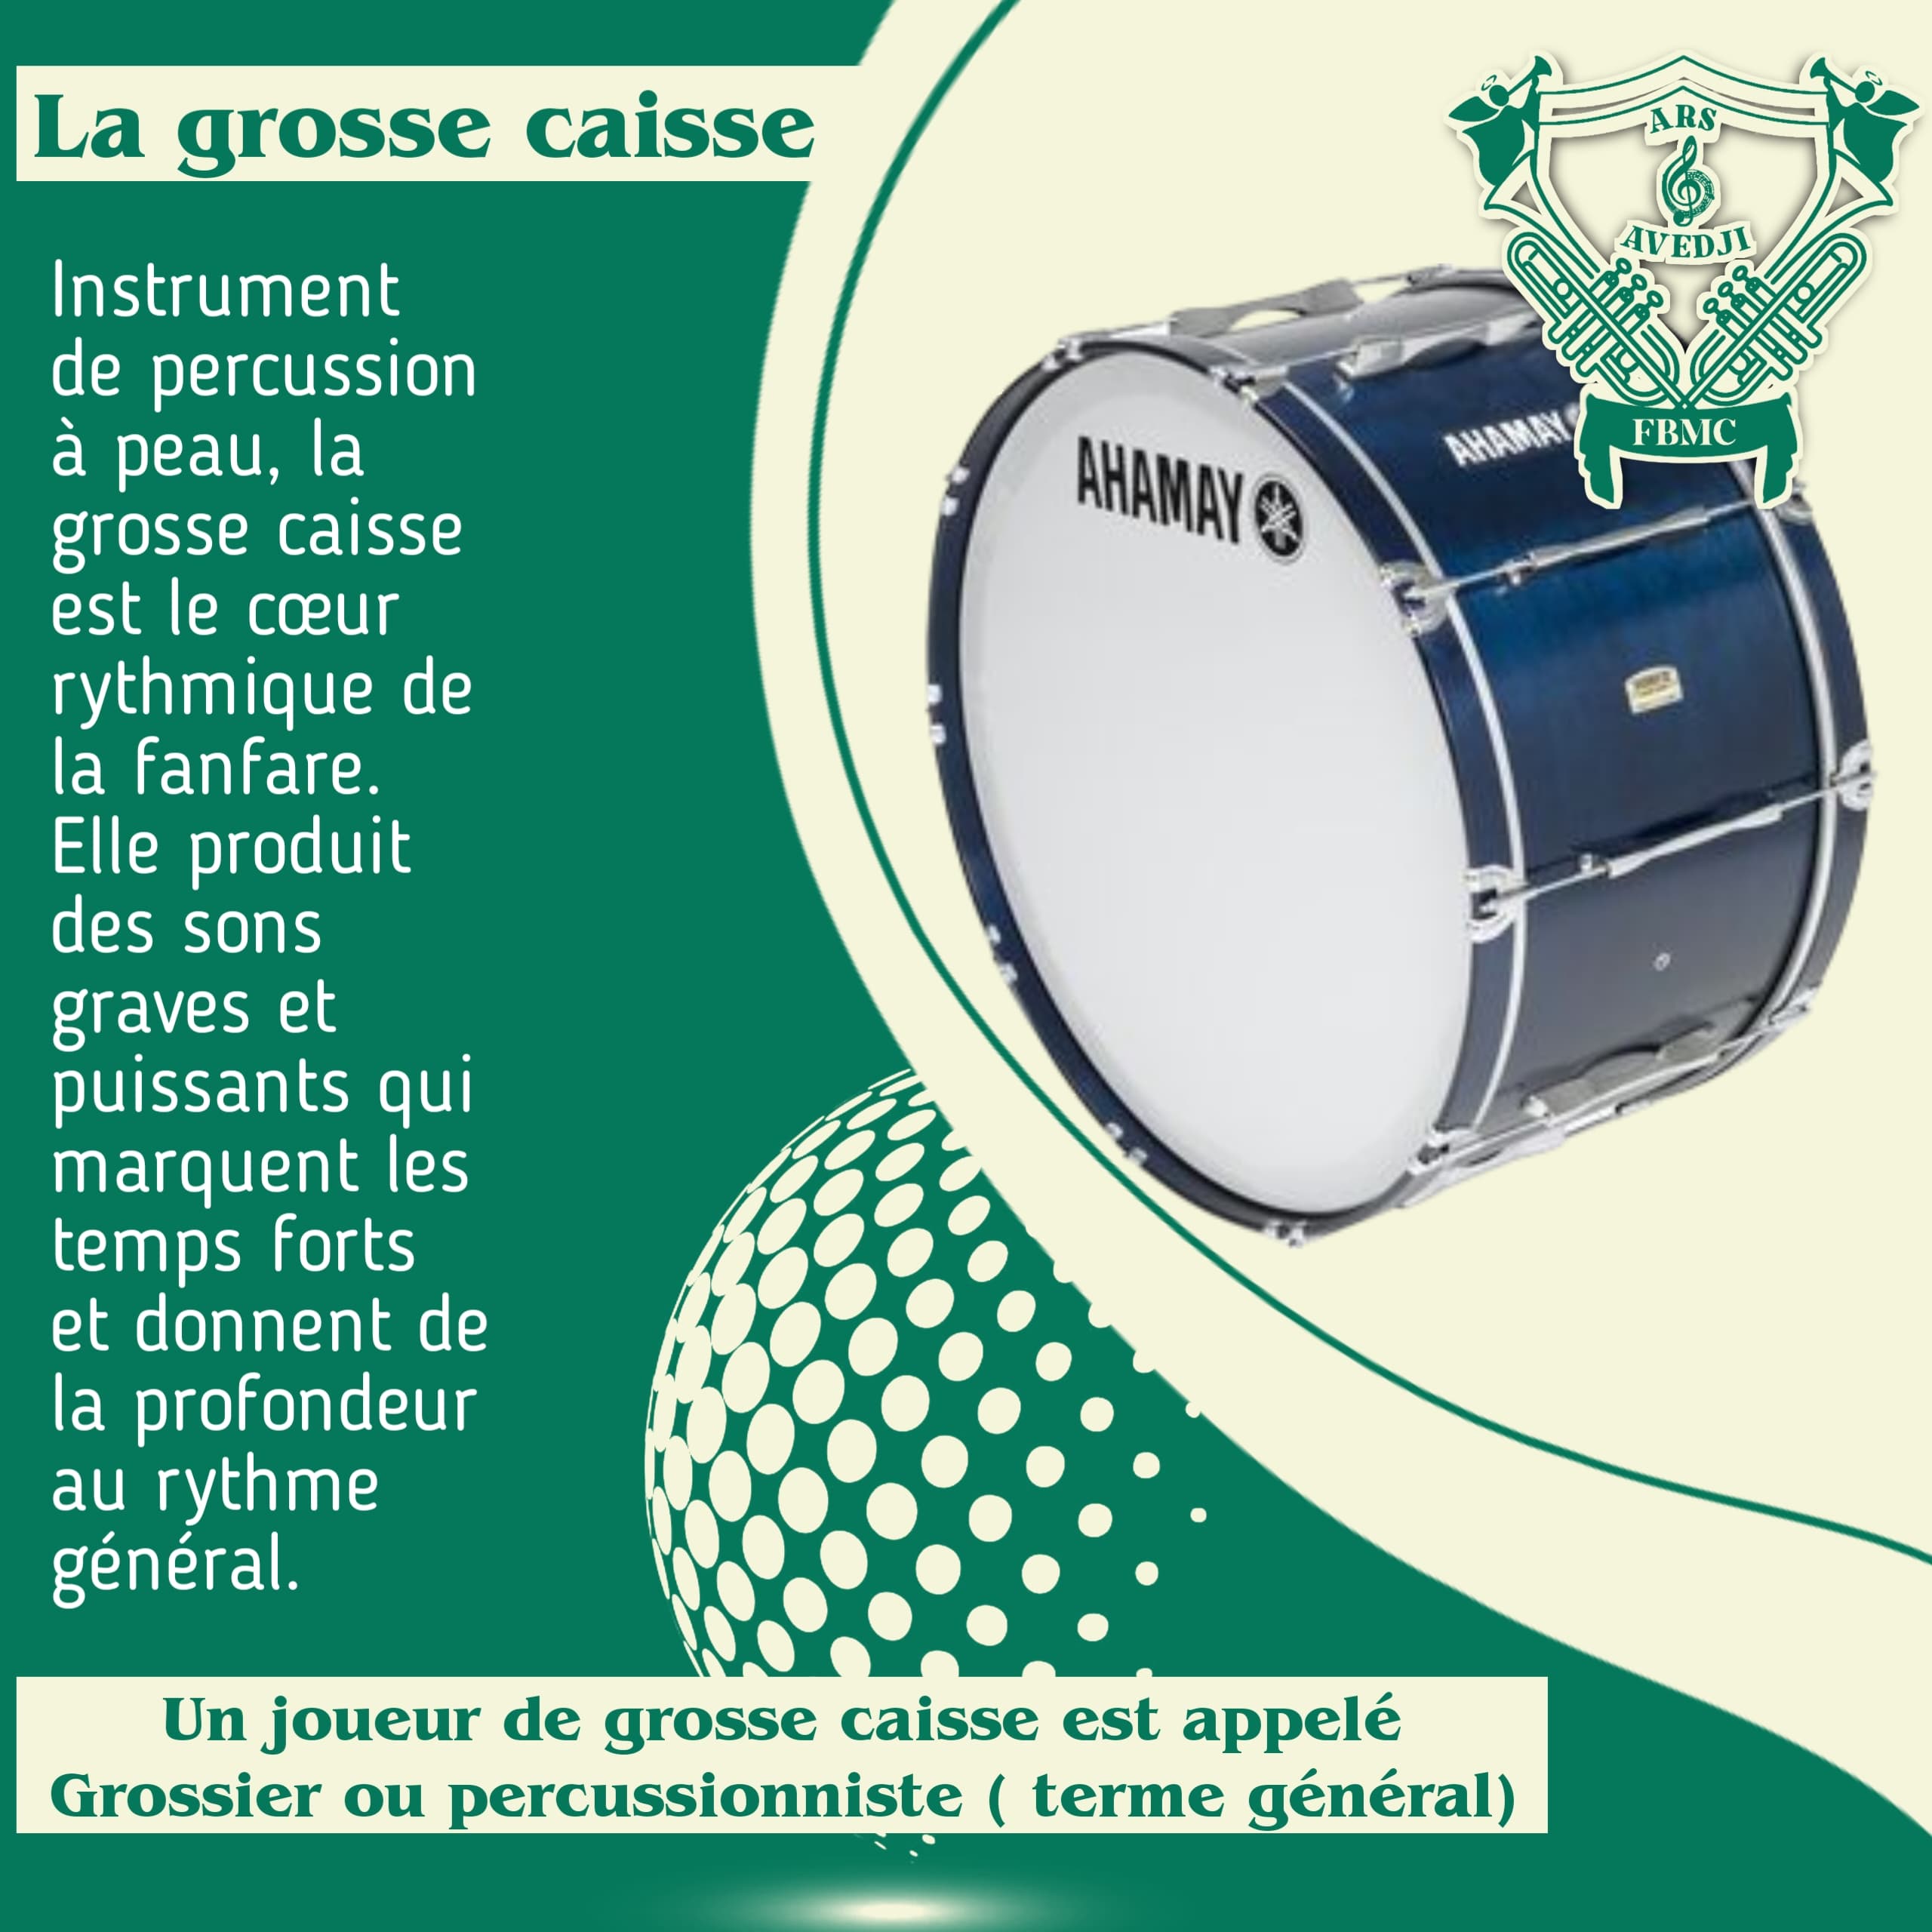 La grosse caisse
ARS
AVEDJI
FBMC
AHAMAY
AHAMAY
Instrument
de percussion
à peau, la
grosse caisse
est le cœur
rythmique de
la fanfare.
Elle produit
des sons
graves et
puissants qui
marquent les
temps forts
et donnent de
la profondeur
au rythme
général.
Un joueur de grosse caisse est appelé
Grossier ou percussionniste ( terme général)